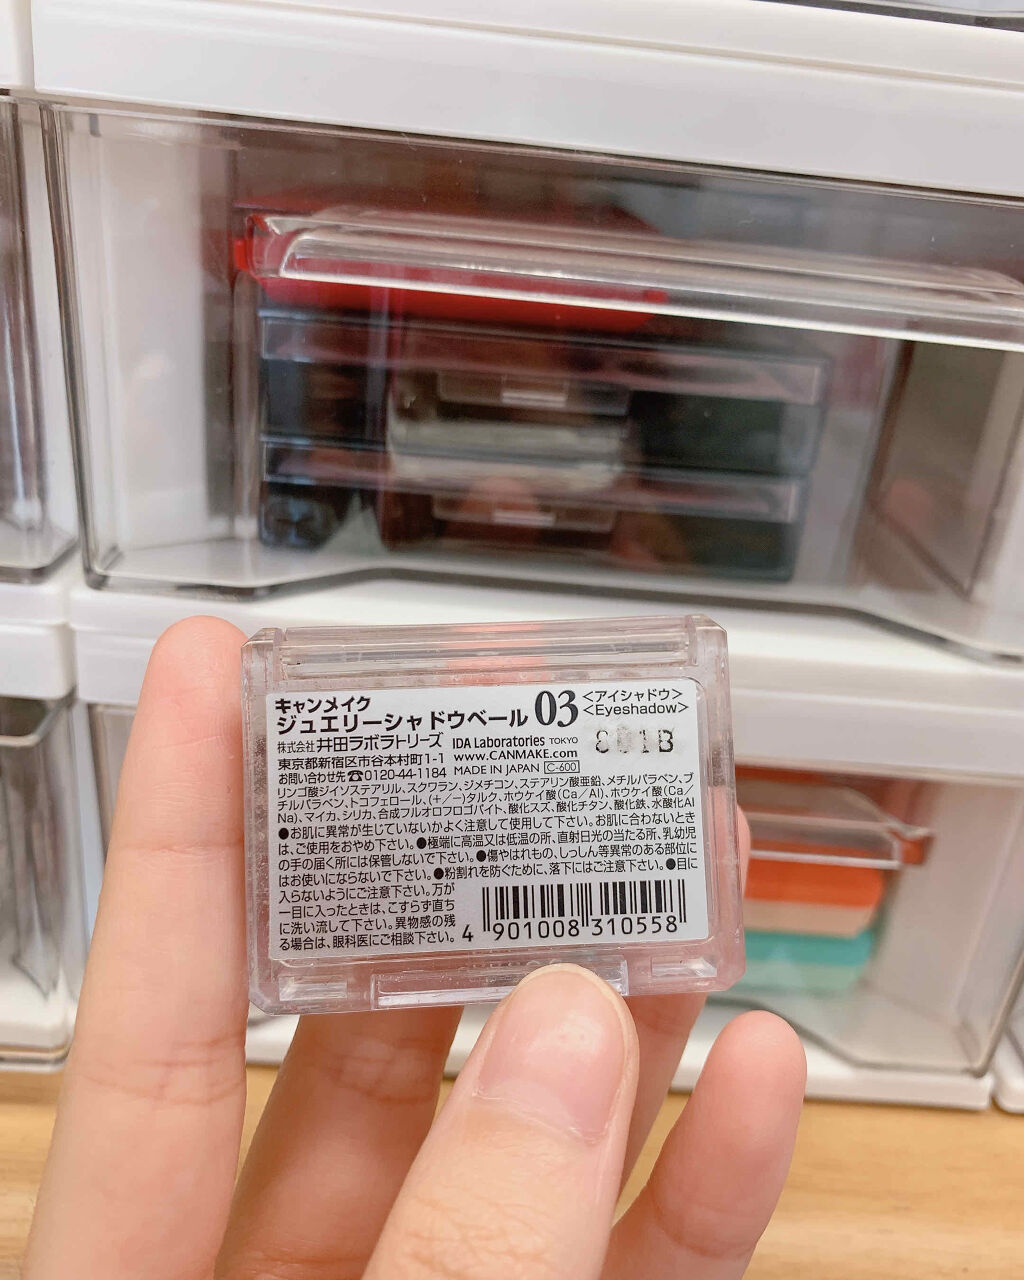 キャンメイク
ジュエリーシャドウベール 03 <アイシャドウ>
<Eyeshadow>
株式会社 井田ラボラトリーズ IDA Laboratories TOKYO
東京都新宿区市谷本村町1-1 www.CANMAKE.com
お問い合わせ先☎0120-44-1184 MADE IN JAPAN C-600
リンゴ酸ジイソステアリル、スクワラン、ジメチコン、ステアリン酸亜鉛、メチルパラベン、ブ
チルパラベン、トコフェロール、(+/−)タルク、ホウケイ酸(Ca/Al)、ホウケイ酸(Ca/
Na)、マイカ、シリカ、合成フルオロフロゴパイト、酸化スズ、酸化チタン、酸化鉄、水酸化Al
●お肌に異常が生じていないかよく注意して使用して下さい。お肌に合わないとき
は、ご使用をおやめ下さい。●極端に高温又は低温の所、直射日光の当たる所、乳幼児
の手の届く所には保管しないで下さい。●傷やはれもの、しっしん等異常のある部位に
はお使いにならないで下さい。●粉割れを防ぐために、落下にはご注意下さい。●目に
入らないようにご注意下さい。万が
一目に入ったときは、こすらず直ち
に洗い流して下さい。異物感の残
る場合は、眼科医にご相談下さい。
4 901008 310558